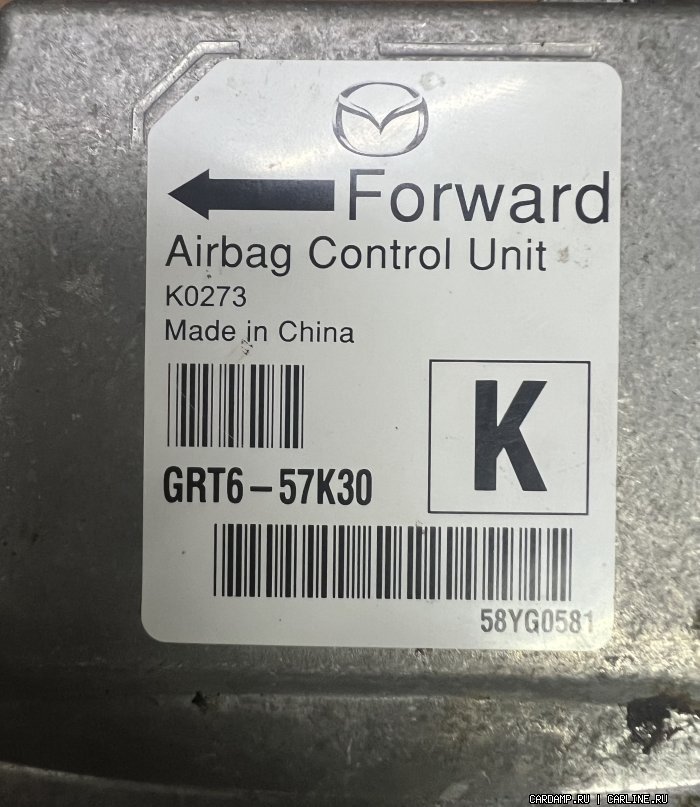 Forward
Airbag Control Unit
K0273
Made in China
K
GRT6-57K30
58YG0581
CARDAMP.RU | CARLINE.RU